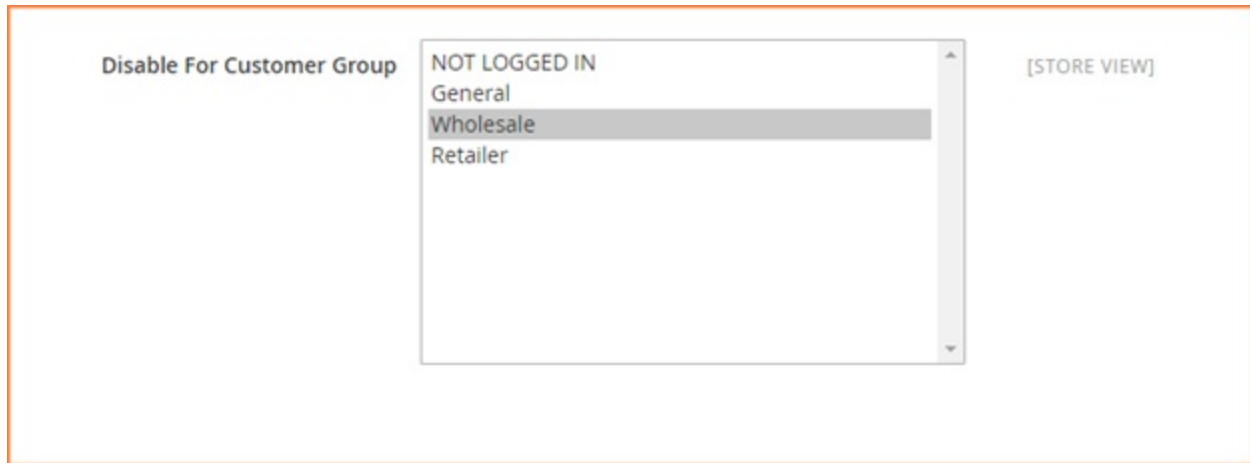 Disable For Customer Group
NOT LOGGED IN
General
Wholesale
Retailer
[STORE VIEW]